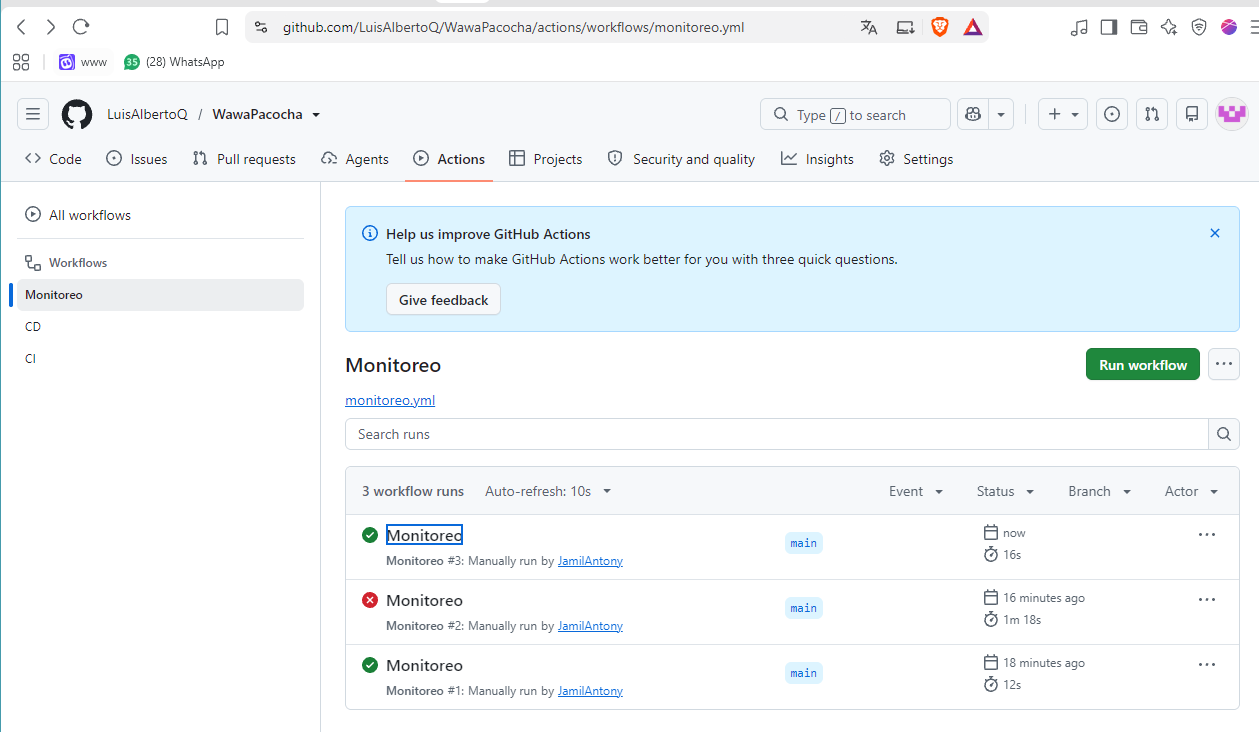 github.com/LuisAlbertoQ/WawaPacocha/actions/workflows/monitoreo.yml
www 35 (28) WhatsApp
LuisAlbertoQ / WawaPacocha Type / to search
Code Issues Pull requests Agents Actions Projects Security and quality Insights Settings
All workflows
Workflows
Monitoreo
CD
CI
Help us improve GitHub Actions
Tell us how to make GitHub Actions work better for you with three quick questions.
Give feedback
Monitoreo Run workflow
monitoreo.yml
Search runs
3 workflow runs Auto-refresh: 10s Event Status Branch Actor
Monitoreo main now
Monitoreo #3: Manually run by JamilAntony 16s
Monitoreo main 16 minutes ago
Monitoreo #2: Manually run by JamilAntony 1m 18s
Monitoreo main 18 minutes ago
Monitoreo #1: Manually run by JamilAntony 12s